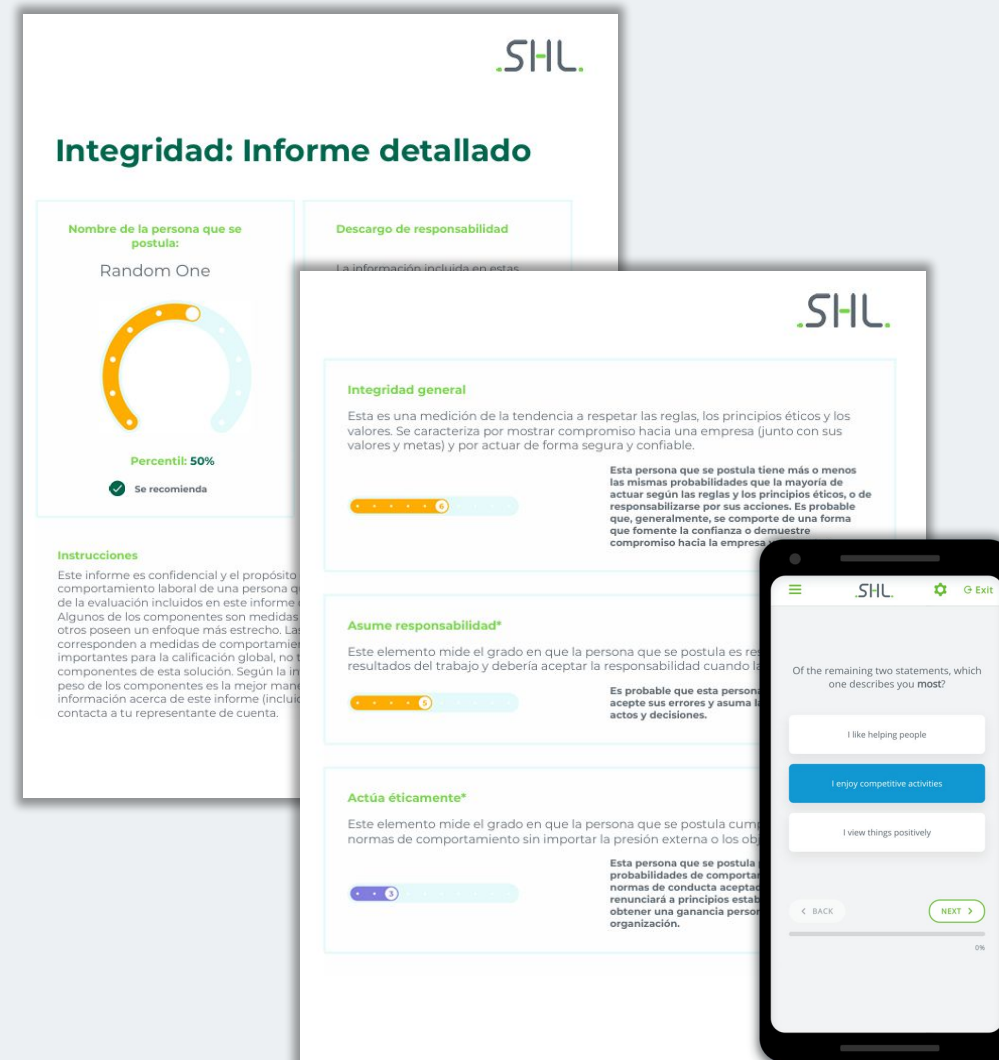 .SHL.
Integridad: Informe detallado
Nombre de la persona que se
postula:
Random One
Percentil: 50%
Se recomienda
Descargo de responsabilidad
La información incluida en estas
Instrucciones
Este informe es confidencial y el propósito
comportamiento laboral de una persona
de la evaluación incluidos en este informe
Algunos de los componentes son medidas
otros poseen un enfoque más estrecho.
corresponden a medidas de
importantes para la calificación global, no
componentes de esta solución. Según la
peso de los componentes es la mejor
información acerca de este informe
contacta a tu representante de cuenta.
.SHL.
Integridad general
Esta es una medición de la tendencia a respetar las reglas, los principios éticos y los
valores. Se caracteriza por mostrar compromiso hacia una empresa (junto con sus
valores y metas) y por actuar de forma segura y confiable.
6
Esta persona que se postula tiene más o menos
las mismas probabilidades que la mayoría de
actuar según las reglas y los principios éticos, o de
responsabilizarse por sus acciones. Es probable
que, generalmente, se comporte de una forma
que fomente la confianza o demuestre
compromiso hacia la empresa
Asume responsabilidad*
Este elemento mide el grado en que la persona que se postula es
resultados del trabajo y debería aceptar la responsabilidad cuando
5
Es probable que esta persona
acepte sus errores y asuma
actos y decisiones.
Actúa éticamente*
Este elemento mide el grado en que la persona que se postula
normas de comportamiento sin importar la presión externa o los
3
Esta persona que se postula
probabilidades de
normas de conducta
renunciará a principios
obtener una ganancia
organización.
.SHL.
Exit
Of the remaining two statements, which
one describes you most?
I like helping people
I enjoy competitive activities
I view things positively
< BACK
NEXT >
0%